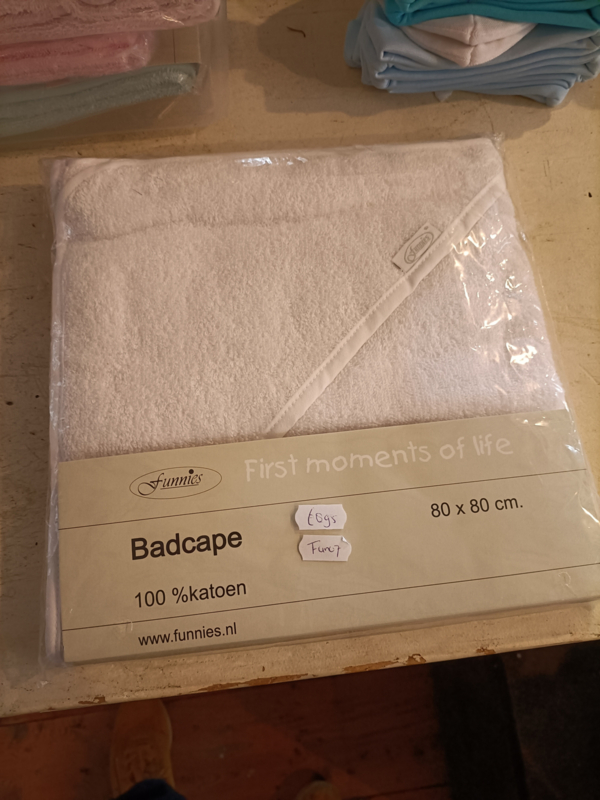 Funnies
First moments of life
80 x 80 cm.
Badcape
100 %katoen
www.funnies.nl